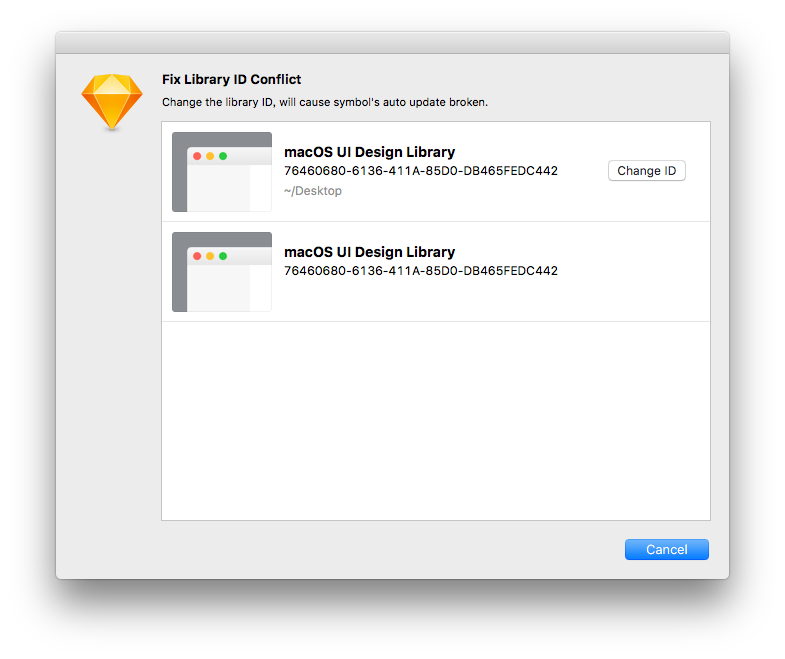 Fix Library ID Conflict
Change the library ID, will cause symbol's auto update broken.
macOS UI Design Library
76460680-6136-411A-85D0-DB465FEDC442
Change ID
~/Desktop
macOS UI Design Library
76460680-6136-411A-85D0-DB465FEDC442
Cancel